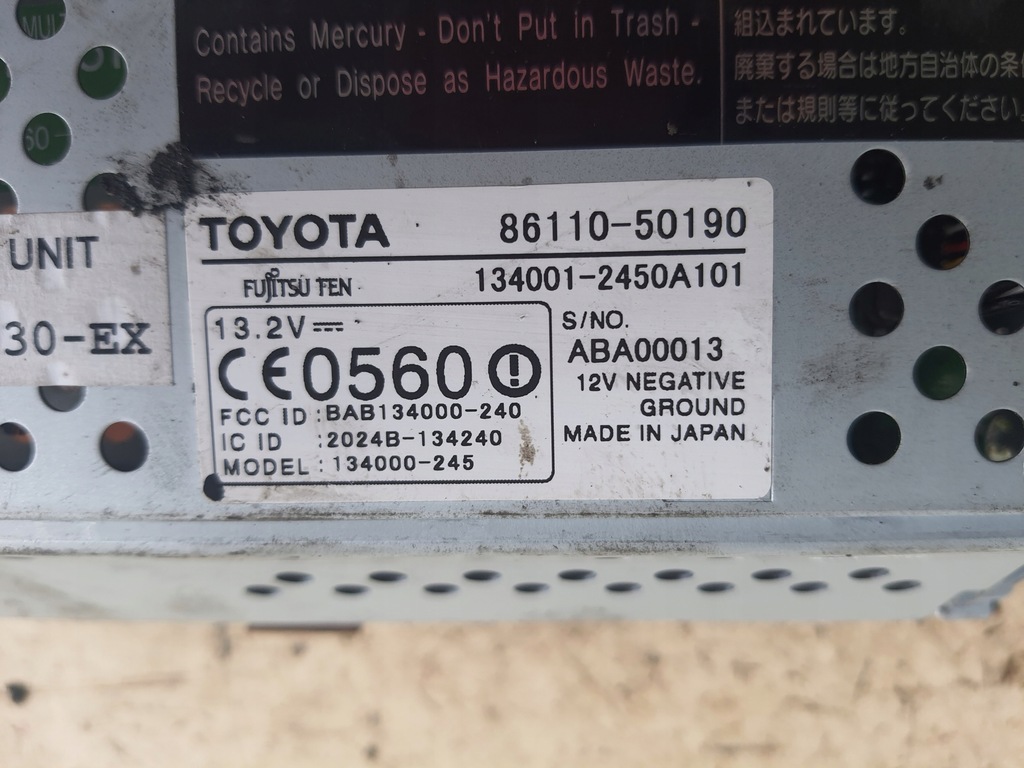 MUL
Contains Mercury - Don't Put in Trash -
Recycle or Dispose as Hazardous Waste.
組込まれています。
廃棄する場合は地方自治体の条
または規則等に従ってください。
UNIT
30-EX
TOYOTA 86110-50190
FUJITSU TEN 134001-2450A101
13.2V
CE0560
FCC ID :BAB134000-240
IC ID :2024B-134240
MODEL :134000-245
S/NO.
ABA00013
12V NEGATIVE
GROUND
MADE IN JAPAN